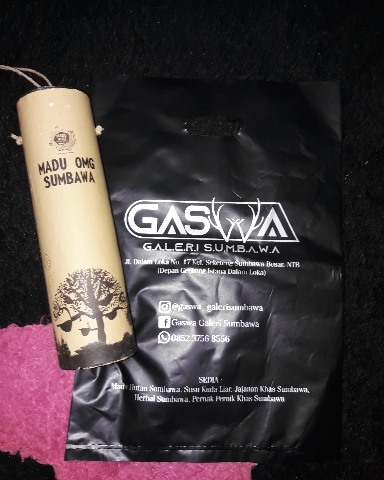 MADU OMG
SUMBAWA
GASWA
GALERI SUMBAWA
Jl. Dalam Loka No. 17 Kel. Seketeng Sumbawa Besar, NTB
(Depan Gerbang Istana Dalam Loka)
@gaswa_galerisumbawa
Gaswa Galeri Sumbawa
0852 3756 8556
SEDIA :
Madu Hutan Sumbawa, Susu Kuda Liar, Jajanan Khas Sumbawa,
Herbal Sumbawa, Pernak Pernik Khas Sumbawa